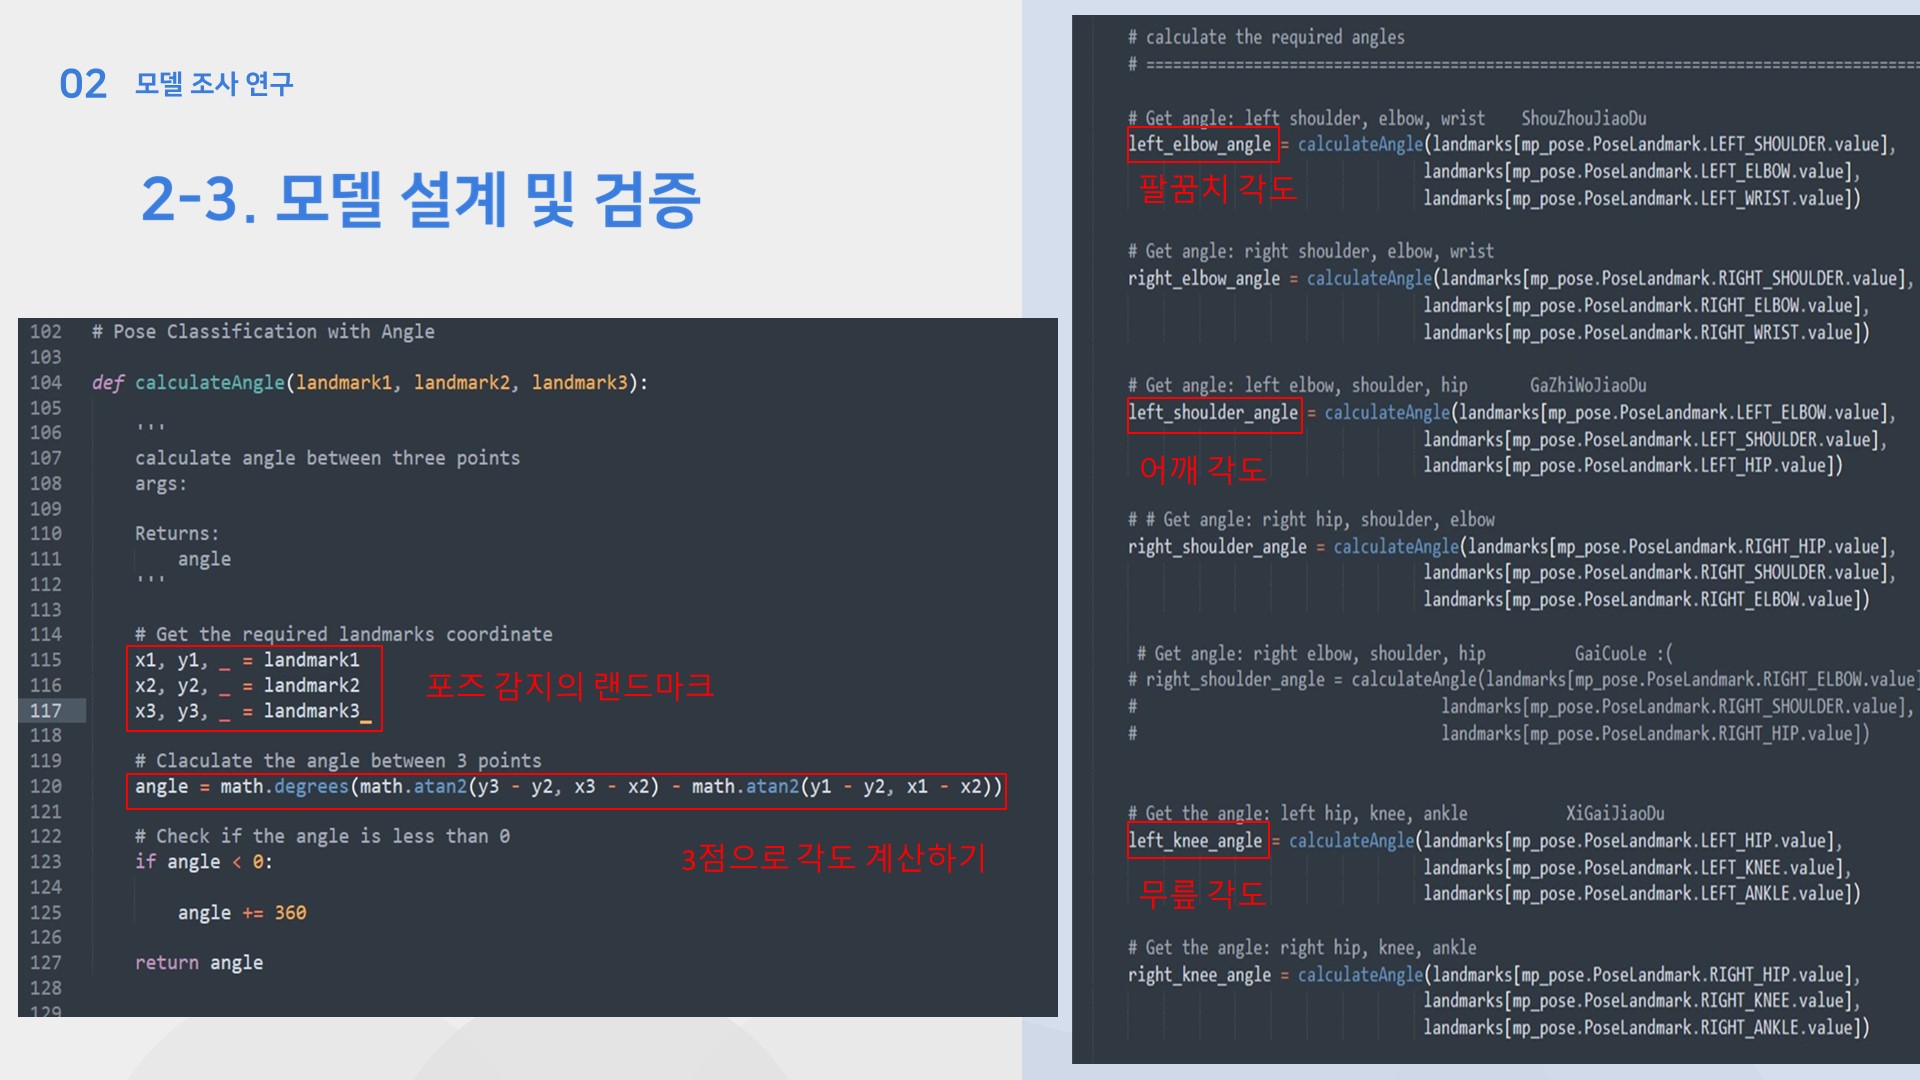 02 모델 조사 연구
2-3. 모델 설계 및 검증
102 # Pose Classification with Angle
103
104 def calculateAngle(landmark1, landmark2, landmark3):
105
106 '''
107 calculate angle between three points
108 args:
109
110 Returns:
111 angle
112 '''
113
114 # Get the required landmarks coordinate
115 x1, y1, _ = landmark1
116 x2, y2, _ = landmark2
117 x3, y3, _ = landmark3_
포즈 감지의 랜드마크
118
119 # Claculate the angle between 3 points
120 angle = math.degrees(math.atan2(y3 - y2, x3 - x2) - math.atan2(y1 - y2, x1 - x2))
121
122 # Check if the angle is less than 0
123 if angle < 0:
3점으로 각도 계산하기
124
125 angle += 360
126
127 return angle
128
129
# calculate the required angles
# =======================================================================================
# Get angle: left shoulder, elbow, wrist ShouZhouJiaoDu
left_elbow_angle = calculateAngle(landmarks[mp_pose.PoseLandmark.LEFT_SHOULDER.value],
landmarks[mp_pose.PoseLandmark.LEFT_ELBOW.value],
팔꿈치 각도
landmarks[mp_pose.PoseLandmark.LEFT_WRIST.value])
# Get angle: right shoulder, elbow, wrist
right_elbow_angle = calculateAngle(landmarks[mp_pose.PoseLandmark.RIGHT_SHOULDER.value],
landmarks[mp_pose.PoseLandmark.RIGHT_ELBOW.value],
landmarks[mp_pose.PoseLandmark.RIGHT_WRIST.value])
# Get angle: left elbow, shoulder, hip GaZhiWoJiaoDu
left_shoulder_angle = calculateAngle(landmarks[mp_pose.PoseLandmark.LEFT_ELBOW.value],
landmarks[mp_pose.PoseLandmark.LEFT_SHOULDER.value],
landmarks[mp_pose.PoseLandmark.LEFT_HIP.value])
어깨 각도
# # Get angle: right hip, shoulder, elbow
right_shoulder_angle = calculateAngle(landmarks[mp_pose.PoseLandmark.RIGHT_HIP.value],
landmarks[mp_pose.PoseLandmark.RIGHT_SHOULDER.value],
landmarks[mp_pose.PoseLandmark.RIGHT_ELBOW.value])
# Get angle: right elbow, shoulder, hip GaiCuoLe :(
# right_shoulder_angle = calculateAngle(landmarks[mp_pose.PoseLandmark.RIGHT_ELBOW.value]
# landmarks[mp_pose.PoseLandmark.RIGHT_SHOULDER.value],
# landmarks[mp_pose.PoseLandmark.RIGHT_HIP.value])
# Get the angle: left hip, knee, ankle XiGaiJiaoDu
left_knee_angle = calculateAngle(landmarks[mp_pose.PoseLandmark.LEFT_HIP.value],
landmarks[mp_pose.PoseLandmark.LEFT_KNEE.value],
landmarks[mp_pose.PoseLandmark.LEFT_ANKLE.value])
무릎 각도
# Get the angle: right hip, knee, ankle
right_knee_angle = calculateAngle(landmarks[mp_pose.PoseLandmark.RIGHT_HIP.value],
landmarks[mp_pose.PoseLandmark.RIGHT_KNEE.value],
landmarks[mp_pose.PoseLandmark.RIGHT_ANKLE.value])